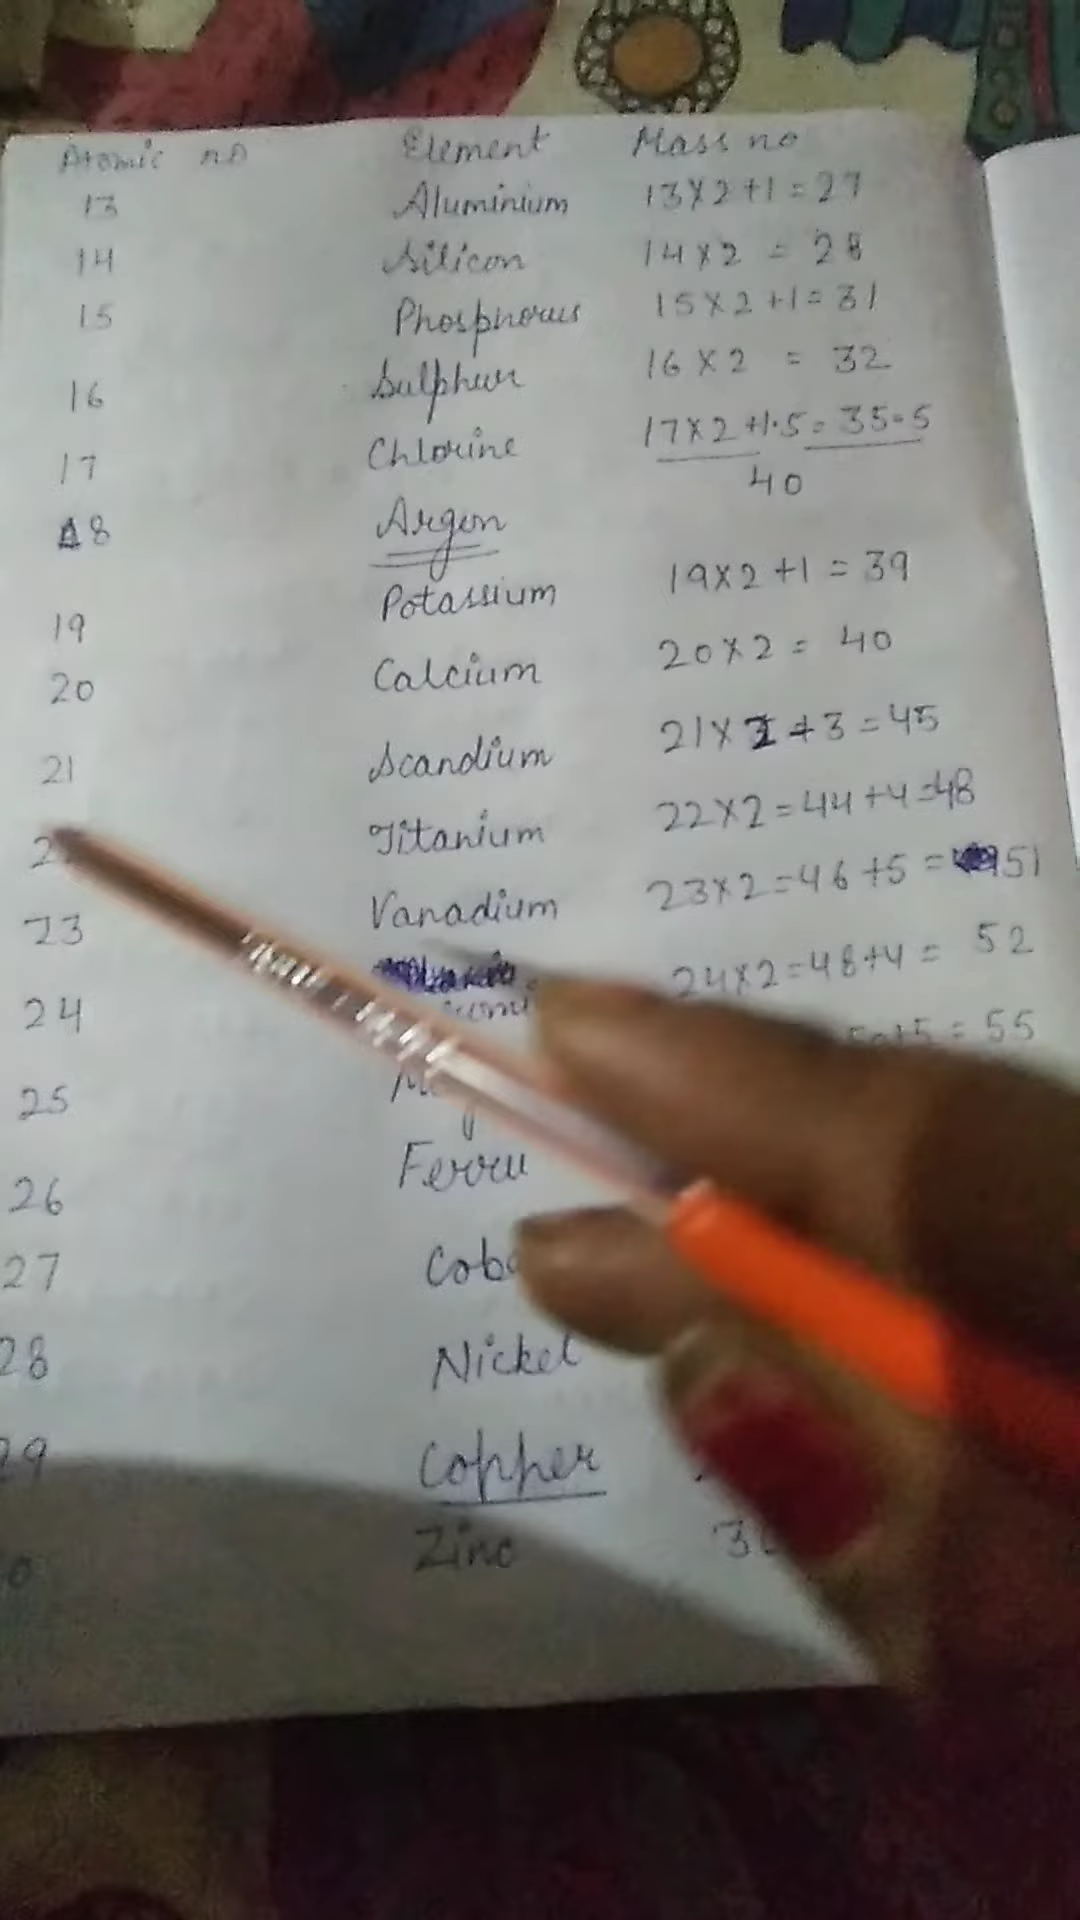 Atomic no Element Mass no
13 Aluminium 13×2+1=27
14 Silicon 14×2 = 28
15 Phosphorus 15×2+1=31
16 Sulphur 16×2 = 32
17 Chlorine 17×2+1.5=35.5
18 Argon 40
19 Potassium 19×2+1=39
20 Calcium 20×2= 40
21 Scandium 21×2+3=45
Titanium 22×2=44+4=48
23 Vanadium 23×2=46+5=51
24 24×2=48+4= 52
25 = 55
26
27
28 Nickel
29 Copper
Zinc